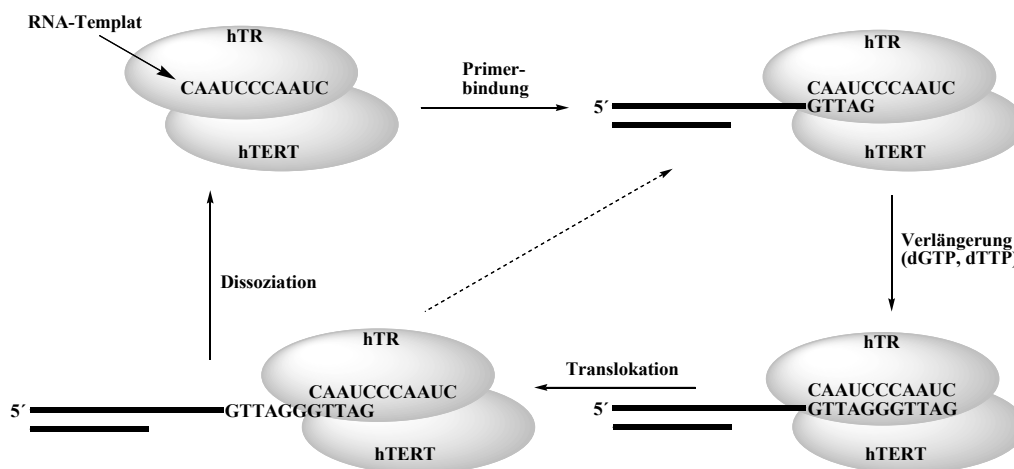 RNA-Templat
hTR
CAAUCCCAAUC
hTERT
Primer-
bindung
hTR
CAAUCCCAAUC
5´
GTTAG
hTERT
Verlängerung
(dGTP, dTTP)
Dissoziation
hTR
CAAUCCCAAUC
5´
GTTAGGGTTAG
hTERT
Translokation
hTR
CAAUCCCAAUC
5´
GTTAGGGTTAG
hTERT